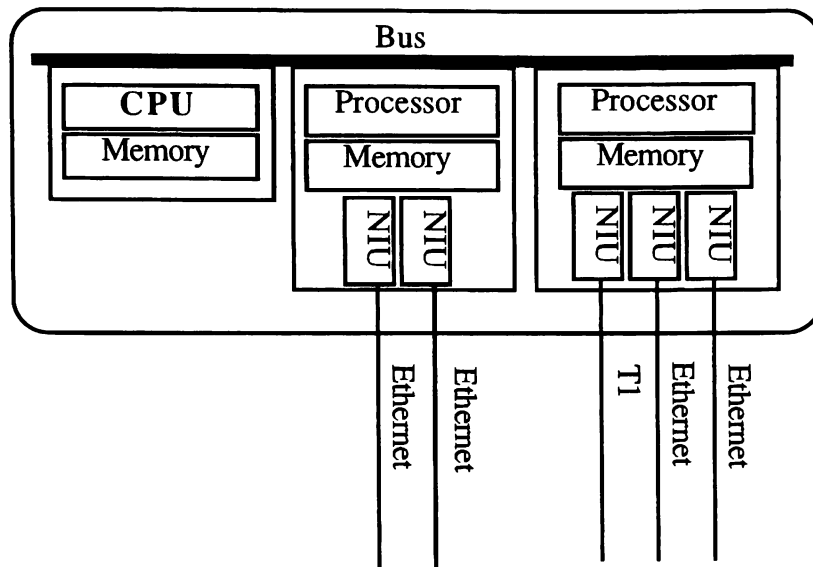 Bus
CPU
Memory
Processor
Memory
NIU
NIU
Processor
Memory
NIU
NIU
NIU
Ethernet
Ethernet
T1
Ethernet
Ethernet